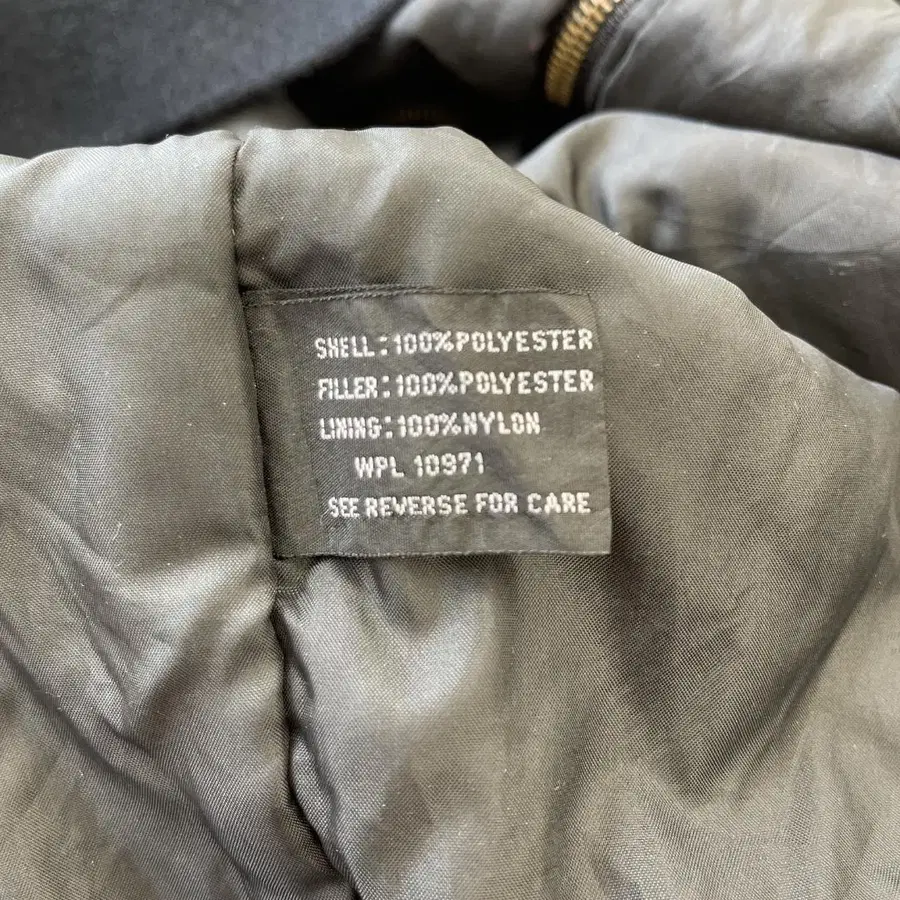 SHELL:100%POLYESTER
FILLER:100%POLYESTER
LINING:100%NYLON
WPL 10971
SEE REVERSE FOR CARE